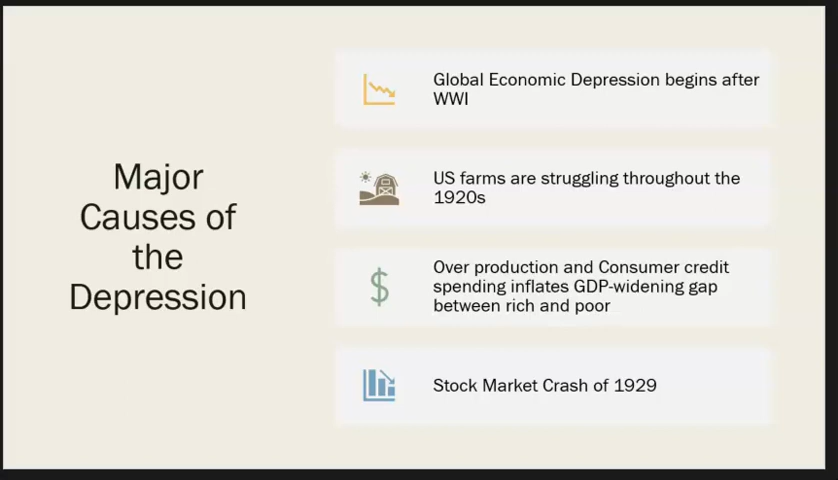 Major
Causes of
the
Depression
Global Economic Depression begins after
WWI
US farms are struggling throughout the
1920s
Over production and Consumer credit
spending inflates GDP-widening gap
between rich and poor
Stock Market Crash of 1929